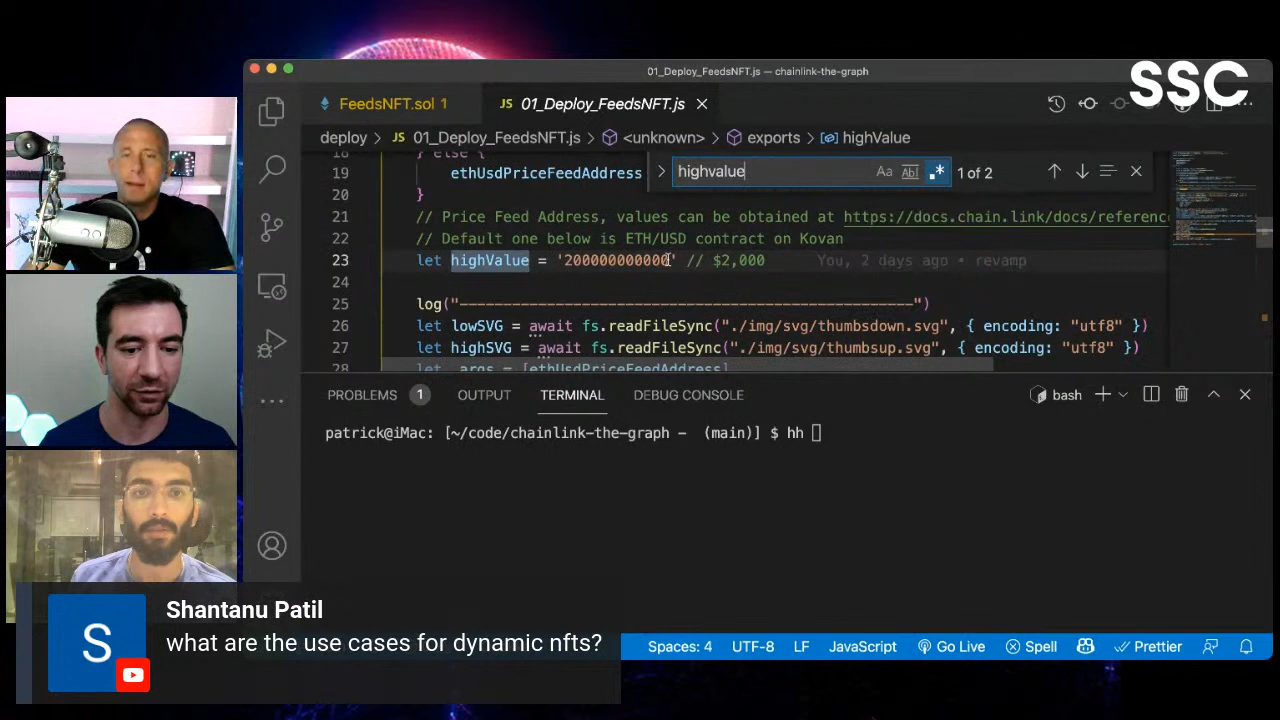 01_Deploy_FeedsNFT.js — chainlink-the-graph
SSC
FeedsNFT.sol 1
JS 01_Deploy_FeedsNFT.js
deploy > JS 01_Deploy_FeedsNFT.js > <unknown> > exports > highValue
highvalue
1 of 2
18 } else {
19 ethUsdPriceFeedAddress
20 }
21 // Price Feed Address, values can be obtained at https://docs.chain.link/docs/reference
22 // Default one below is ETH/USD contract on Kovan
23 let highValue = '200000000000' // $2,000 You, 2 days ago • revamp
24
25 log("----------------------------------------------------")
26 let lowSVG = await fs.readFileSync("./img/svg/thumbsdown.svg", { encoding: "utf8" })
27 let highSVG = await fs.readFileSync("./img/svg/thumbsup.svg", { encoding: "utf8" })
28 args = [ethUsdPriceFeedAddress
PROBLEMS 1 OUTPUT TERMINAL DEBUG CONSOLE
bash
patrick@iMac: [~/code/chainlink-the-graph - (main)] $ hh
Shantanu Patil
S
what are the use cases for dynamic nfts?
Spaces: 4 UTF-8 LF JavaScript Go Live Spell Prettier